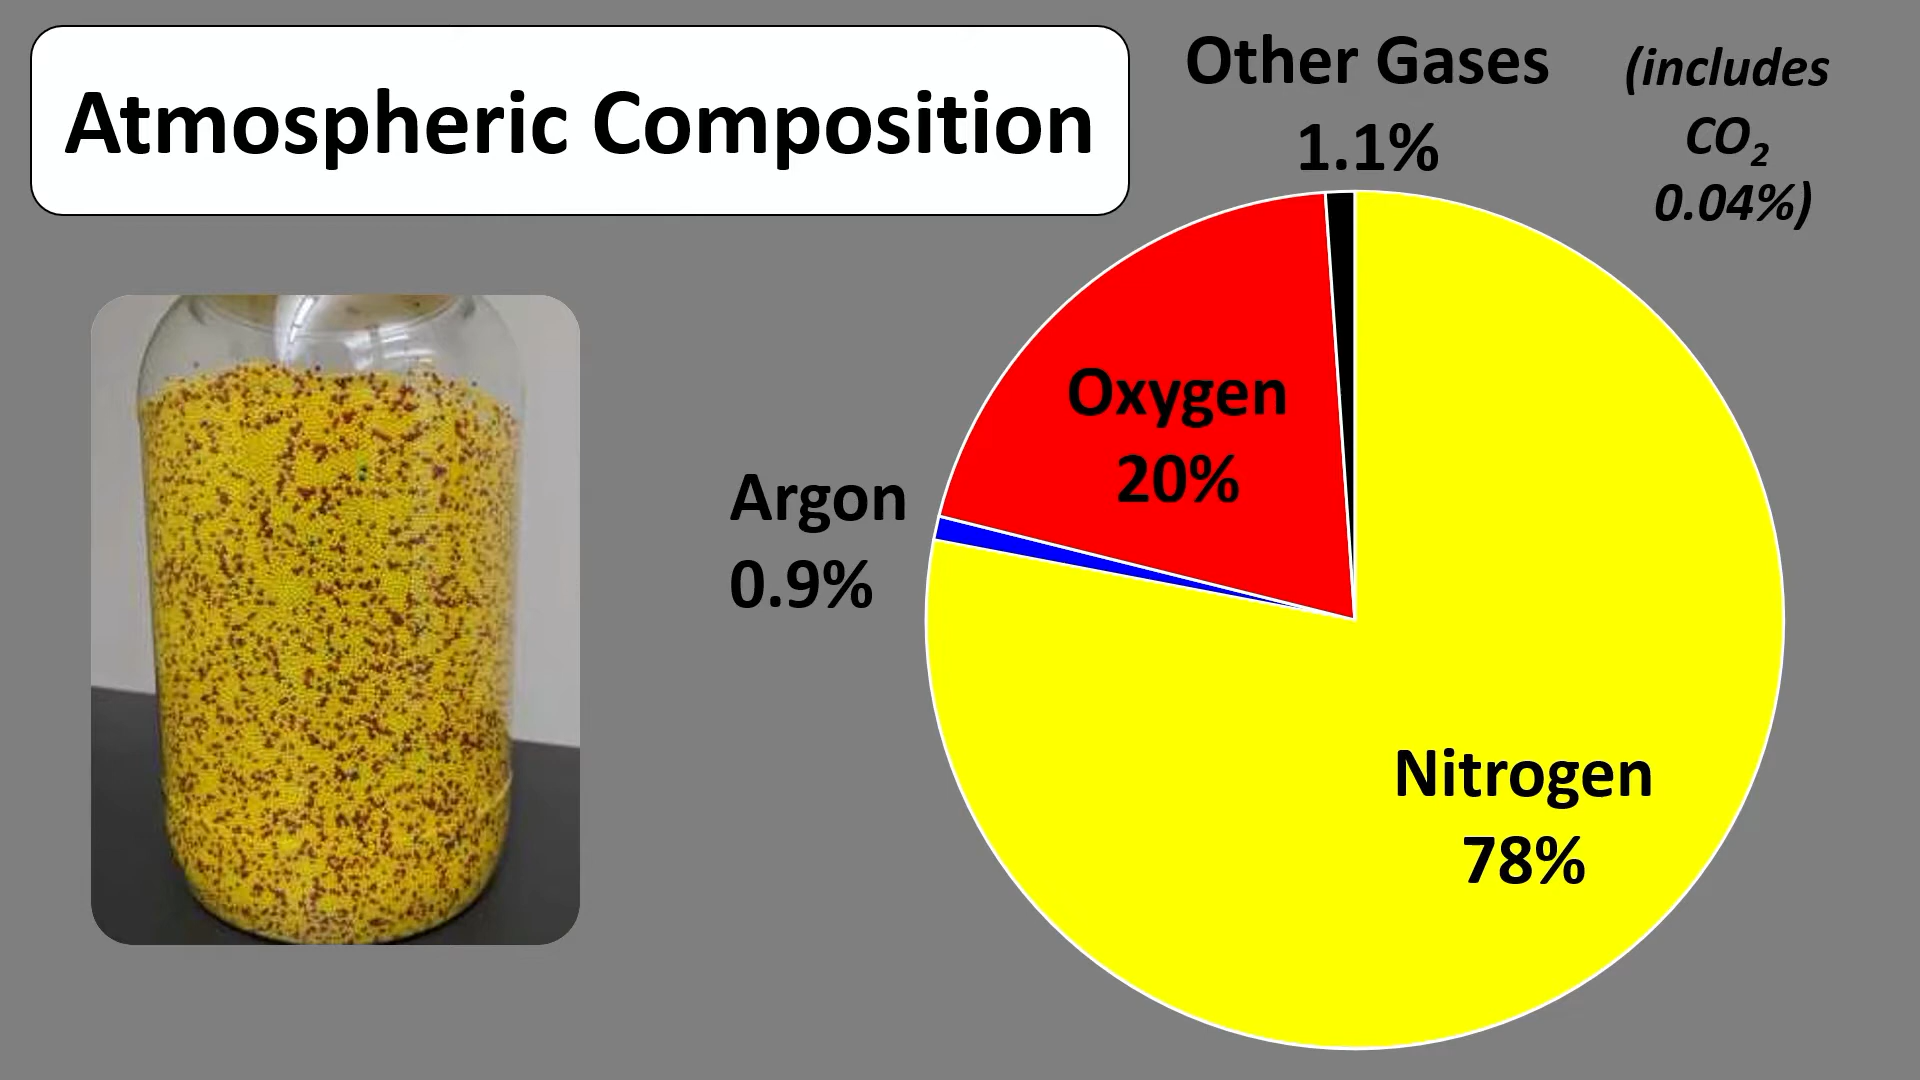 Atmospheric Composition
Other Gases
1.1%
(includes
CO₂
0.04%)
Oxygen
20%
Argon
0.9%
Nitrogen
78%